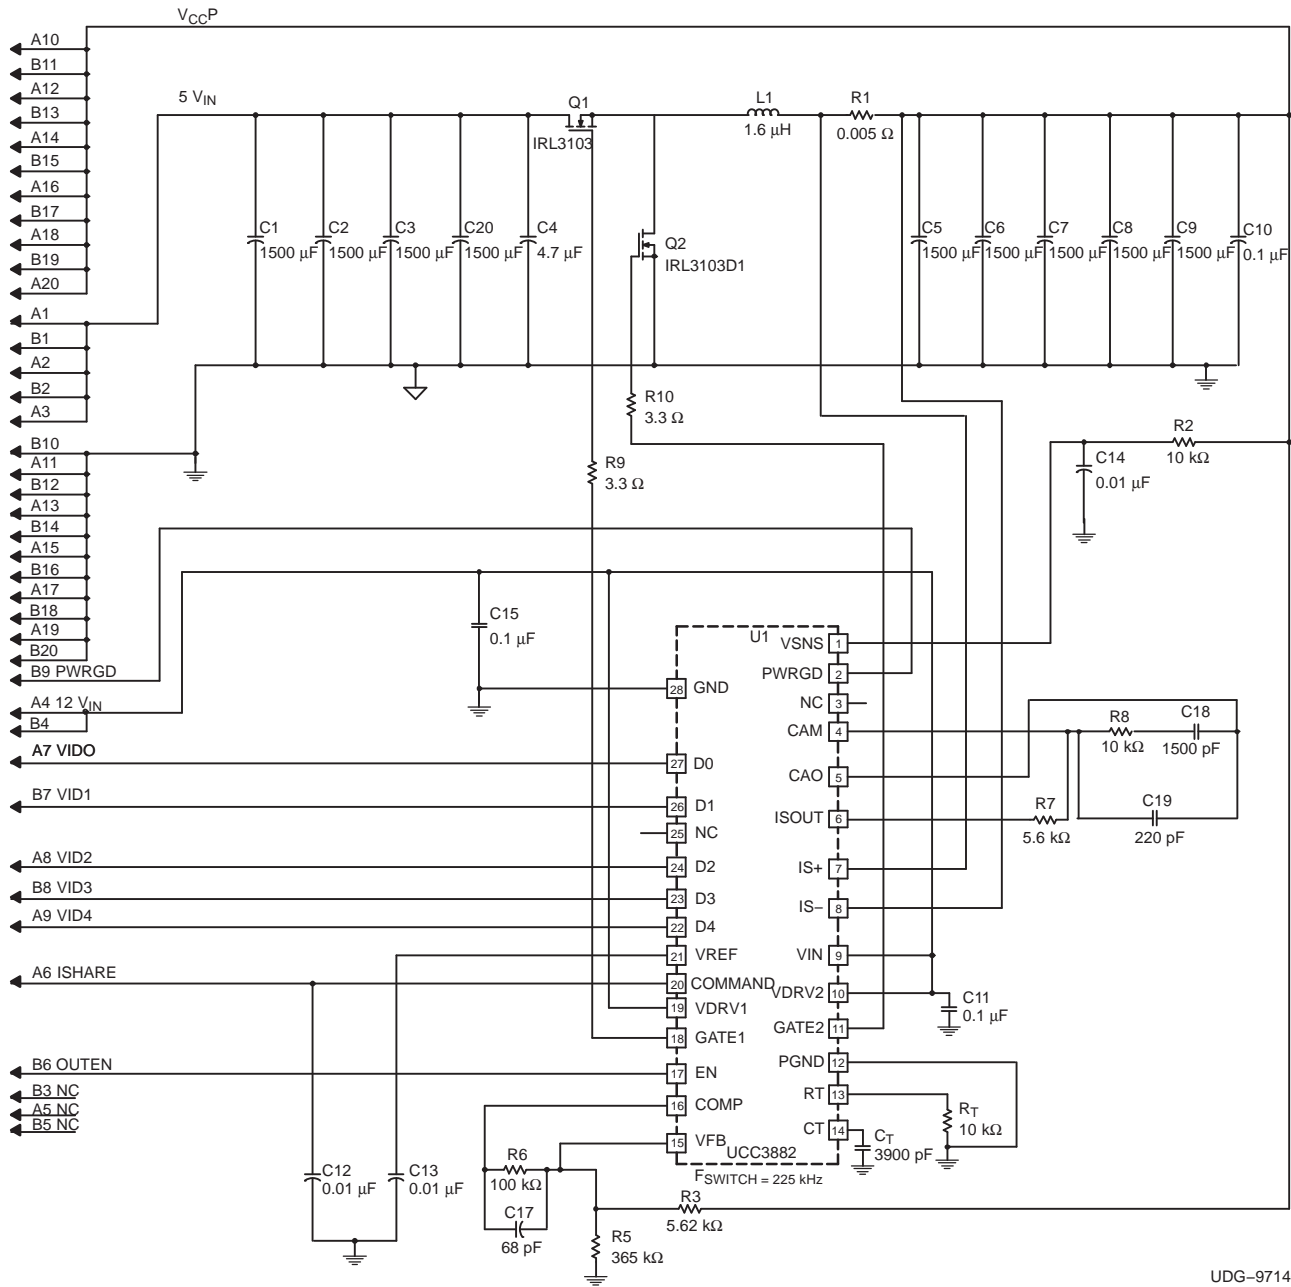 VCCP
A10
B11
A12
B13
A14
B15
A16
B17
A18
B19
A20
A1
B1
A2
B2
A3
B10
A11
B12
A13
B14
A15
B16
A17
B18
A19
B20
B9 PWRGD
A4 12 VIN
B4
A7 VIDO
B7 VID1
A8 VID2
B8 VID3
A9 VID4
A6 ISHARE
B6 OUTEN
B3 NC
A5 NC
B5 NC
5 VIN
Q1
IRL3103
L1
1.6 μH
R1
0.005 Ω
C1
1500 μF
C2
1500 μF
C3
1500 μF
C20
1500 μF
C4
4.7 μF
Q2
IRL3103D1
C5
1500 μF
C6
1500 μF
C7
1500 μF
C8
1500 μF
C9
1500 μF
C10
0.1 μF
R10
3.3 Ω
R9
3.3 Ω
R2
10 kΩ
C14
0.01 μF
C15
0.1 μF
U1
28 GND
27 D0
26 D1
25 NC
24 D2
23 D3
22 D4
21 VREF
20 COMMAND
19 VDRV1
18 GATE1
17 EN
16 COMP
15 VFB
VSNS 1
PWRGD 2
NC 3
CAM 4
CAO 5
ISOUT 6
IS+ 7
IS− 8
VIN 9
VDRV2 10
GATE2 11
PGND 12
RT 13
CT 14
UCC3882
FSWITCH = 225 kHz
R8
10 kΩ
C18
1500 pF
R7
5.6 kΩ
C19
220 pF
C11
0.1 μF
RT
10 kΩ
CT
3900 pF
C12
0.01 μF
C13
0.01 μF
R6
100 kΩ
C17
68 pF
R3
5.62 kΩ
R5
365 kΩ
UDG−9714